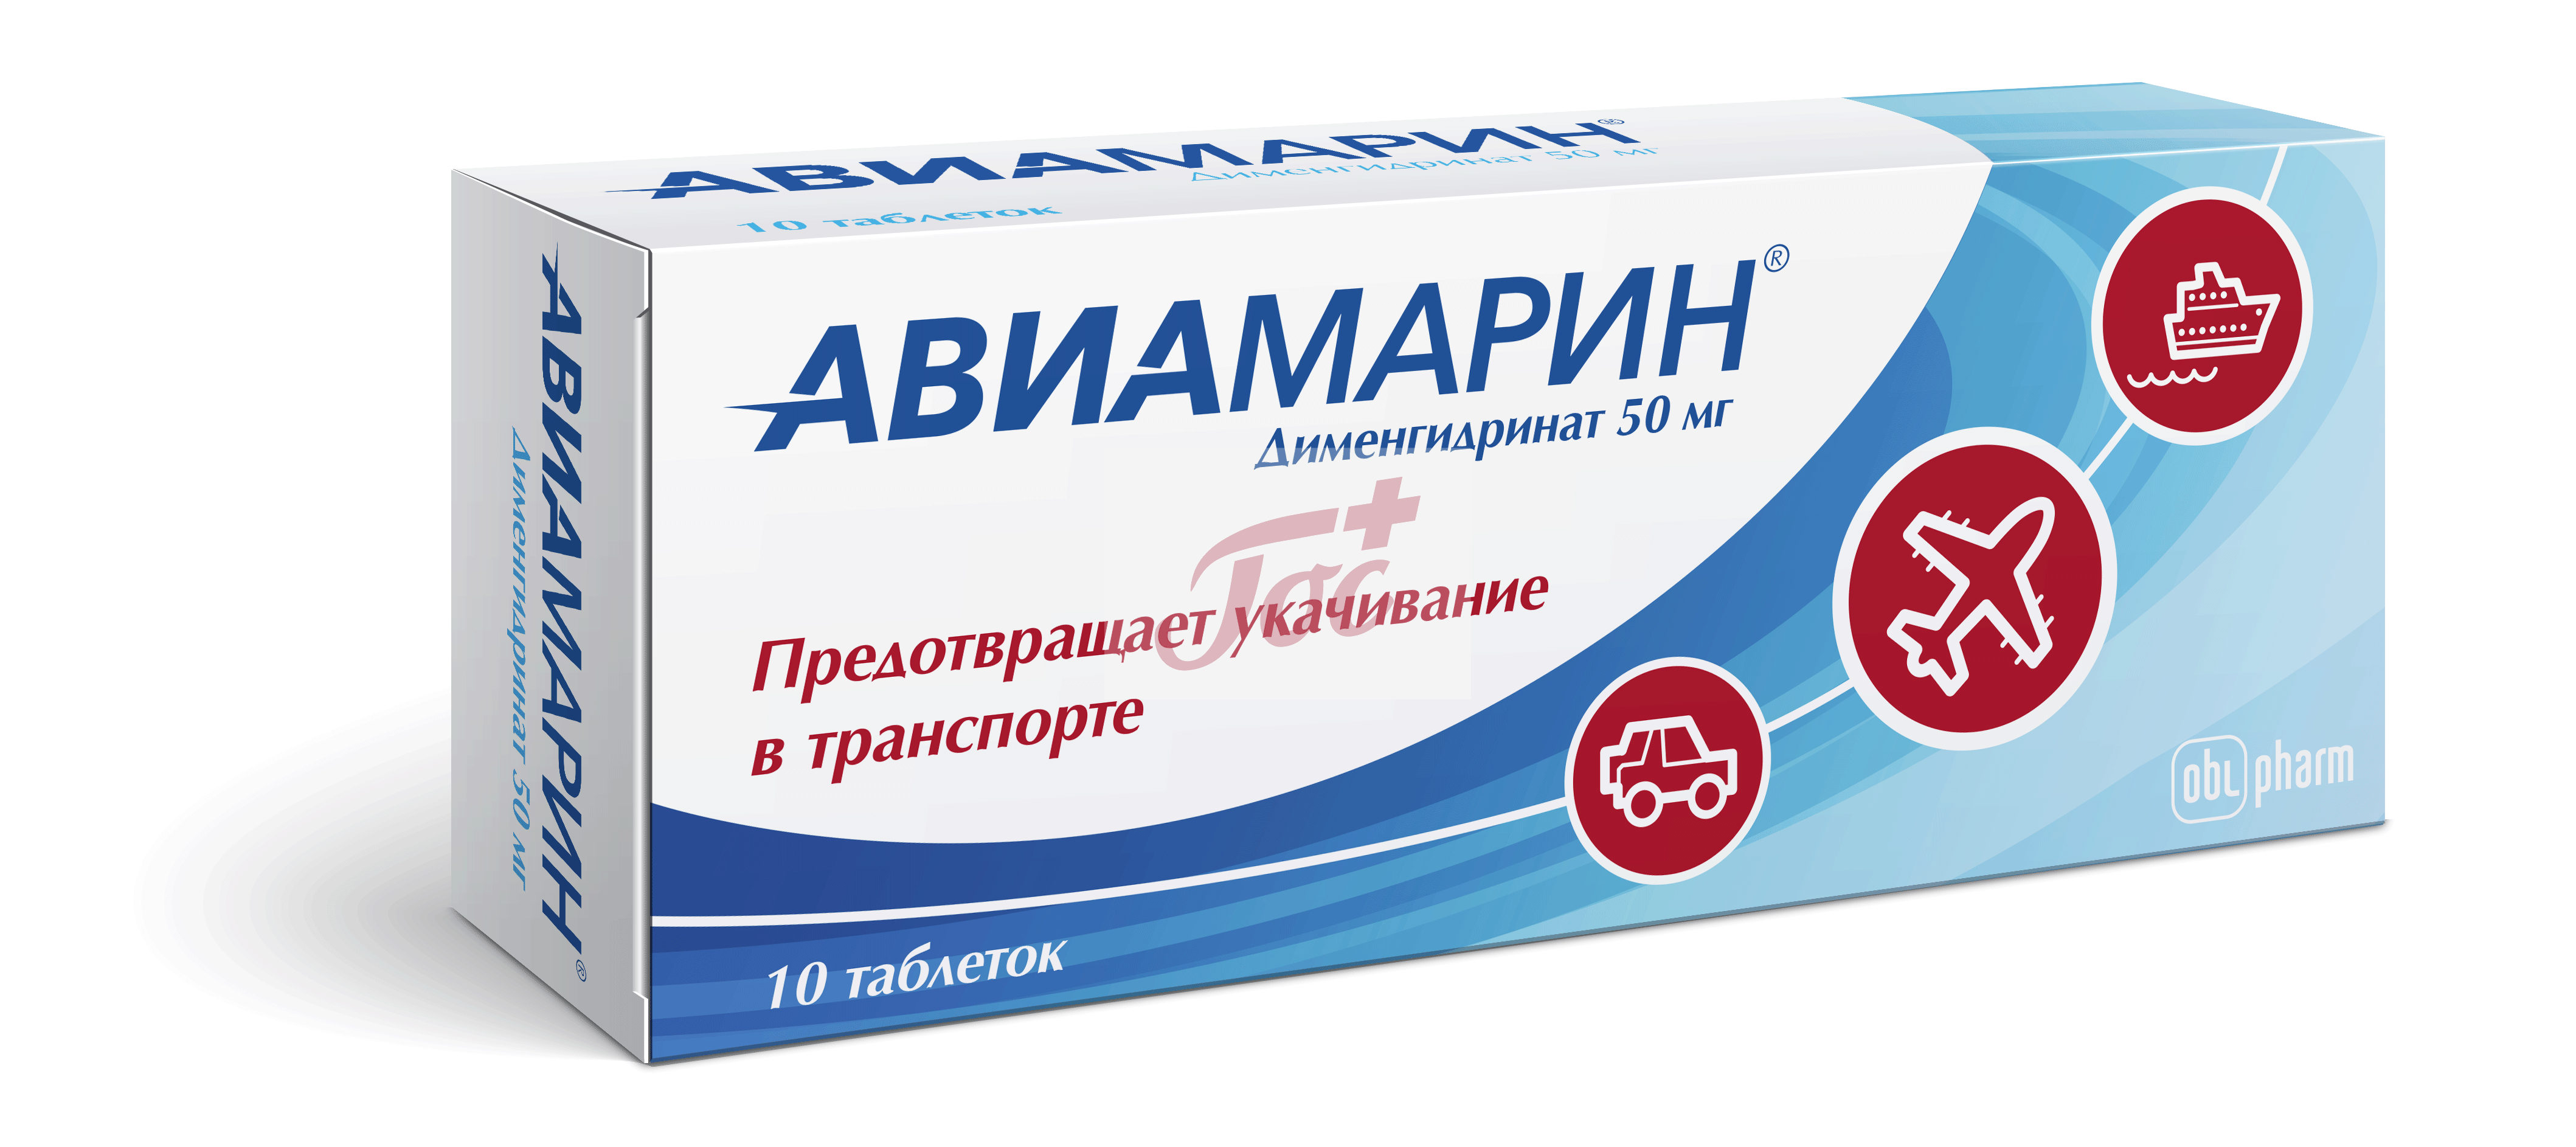 АВИАМАРИН®
Дименгидринат 50 мг
10 таблеток
АВИАМАРИН®
Дименгидринат 50 мг
АВИАМАРИН®
Дименгидринат 50 мг
Гос
Предотвращает укачивание
в транспорте
obl pharm
10 таблеток